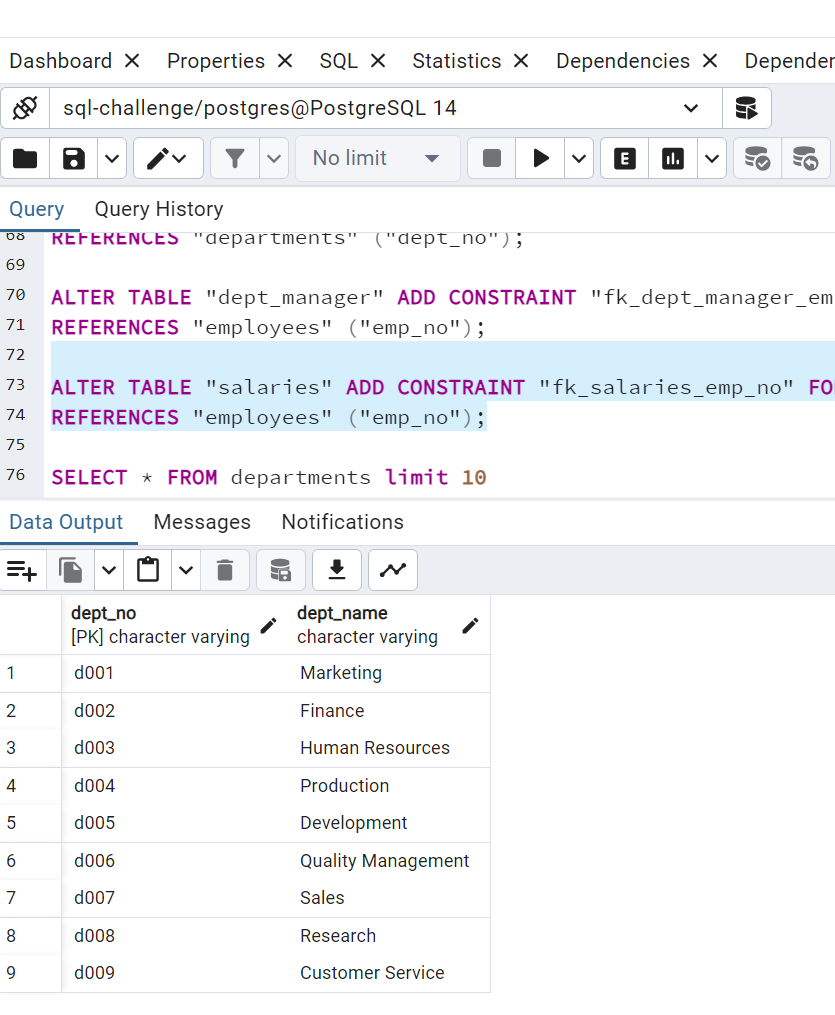 Dashboard Properties SQL Statistics Dependencies Depender
sql-challenge/postgres@PostgreSQL 14
No limit E
Query Query History
68 REFERENCES "departments" ("dept_no");
69
70 ALTER TABLE "dept_manager" ADD CONSTRAINT "fk_dept_manager_em
71 REFERENCES "employees" ("emp_no");
72
73 ALTER TABLE "salaries" ADD CONSTRAINT "fk_salaries_emp_no" FO
74 REFERENCES "employees" ("emp_no");
75
76 SELECT * FROM departments limit 10
Data Output Messages Notifications
dept_no dept_name
[PK] character varying character varying
1 d001 Marketing
2 d002 Finance
3 d003 Human Resources
4 d004 Production
5 d005 Development
6 d006 Quality Management
7 d007 Sales
8 d008 Research
9 d009 Customer Service